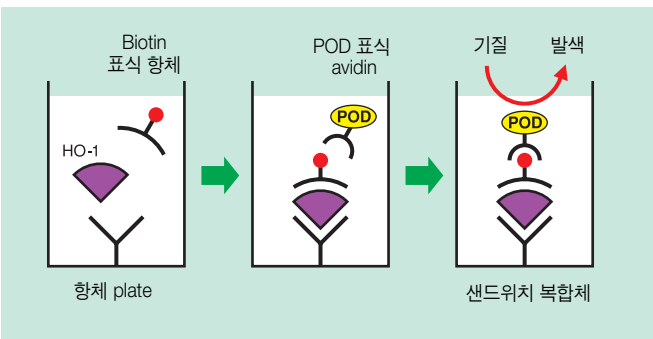 Biotin
표식 항체
HO-1
항체 plate
POD 표식
avidin
POD
기질 발색
POD
샌드위치 복합체